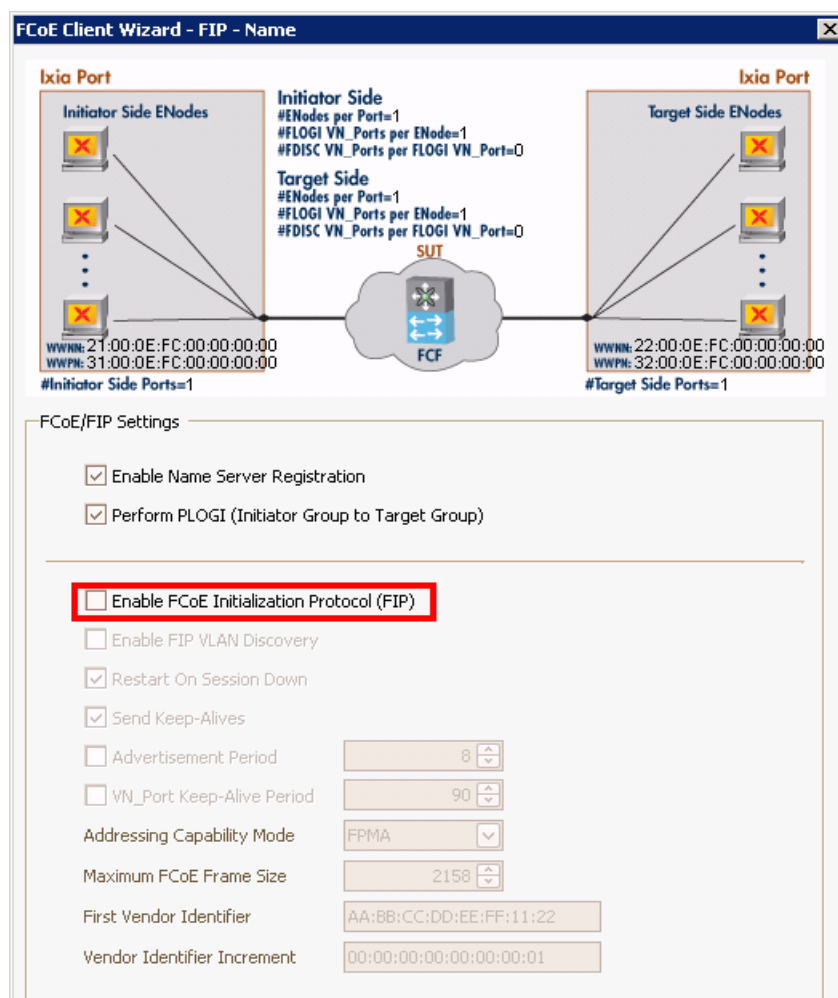 FCoE Client Wizard - FIP - Name
Ixia Port
Ixia Port
Initiator Side ENodes
Initiator Side
#ENodes per Port=1
#FLOGI VN_Ports per ENode=1
#FDISC VN_Ports per FLOGI VN_Port=0
Target Side
#ENodes per Port=1
#FLOGI VN_Ports per ENode=1
#FDISC VN_Ports per FLOGI VN_Port=0
Target Side ENodes
SUT
FCF
WWNN: 21:00:0E:FC:00:00:00:00
WWPN: 31:00:0E:FC:00:00:00:00
WWNN: 22:00:0E:FC:00:00:00:00
WWPN: 32:00:0E:FC:00:00:00:00
#Initiator Side Ports=1
#Target Side Ports=1
FCoE/FIP Settings
Enable Name Server Registration
Perform PLOGI (Initiator Group to Target Group)
Enable FCoE Initialization Protocol (FIP)
Enable FIP VLAN Discovery
Restart On Session Down
Send Keep-Alives
Advertisement Period 8
VN_Port Keep-Alive Period 90
Addressing Capability Mode FPMA
Maximum FCoE Frame Size 2158
First Vendor Identifier AA:BB:CC:DD:EE:FF:11:22
Vendor Identifier Increment 00:00:00:00:00:00:00:01